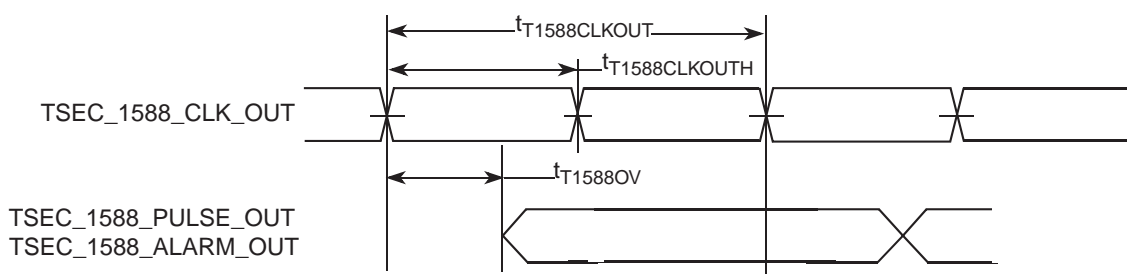 tT1588CLKOUT
tT1588CLKOUTH
TSEC_1588_CLK_OUT
tT1588OV
TSEC_1588_PULSE_OUT
TSEC_1588_ALARM_OUT